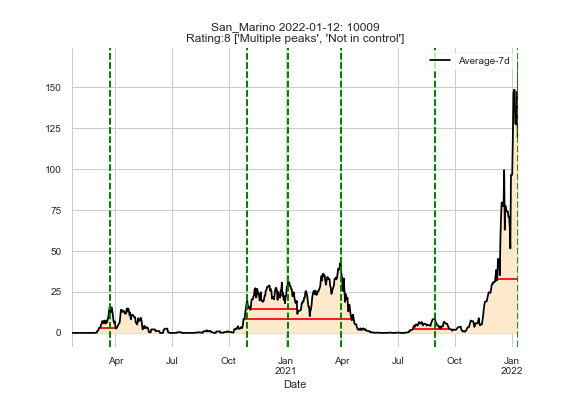 San_Marino 2022-01-12: 10009
Rating:8 ['Multiple peaks', 'Not in control']
Average-7d
150
125
100
75
50
25
0
Apr Jul Oct Jan Apr Jul Oct Jan
2021 2022
Date